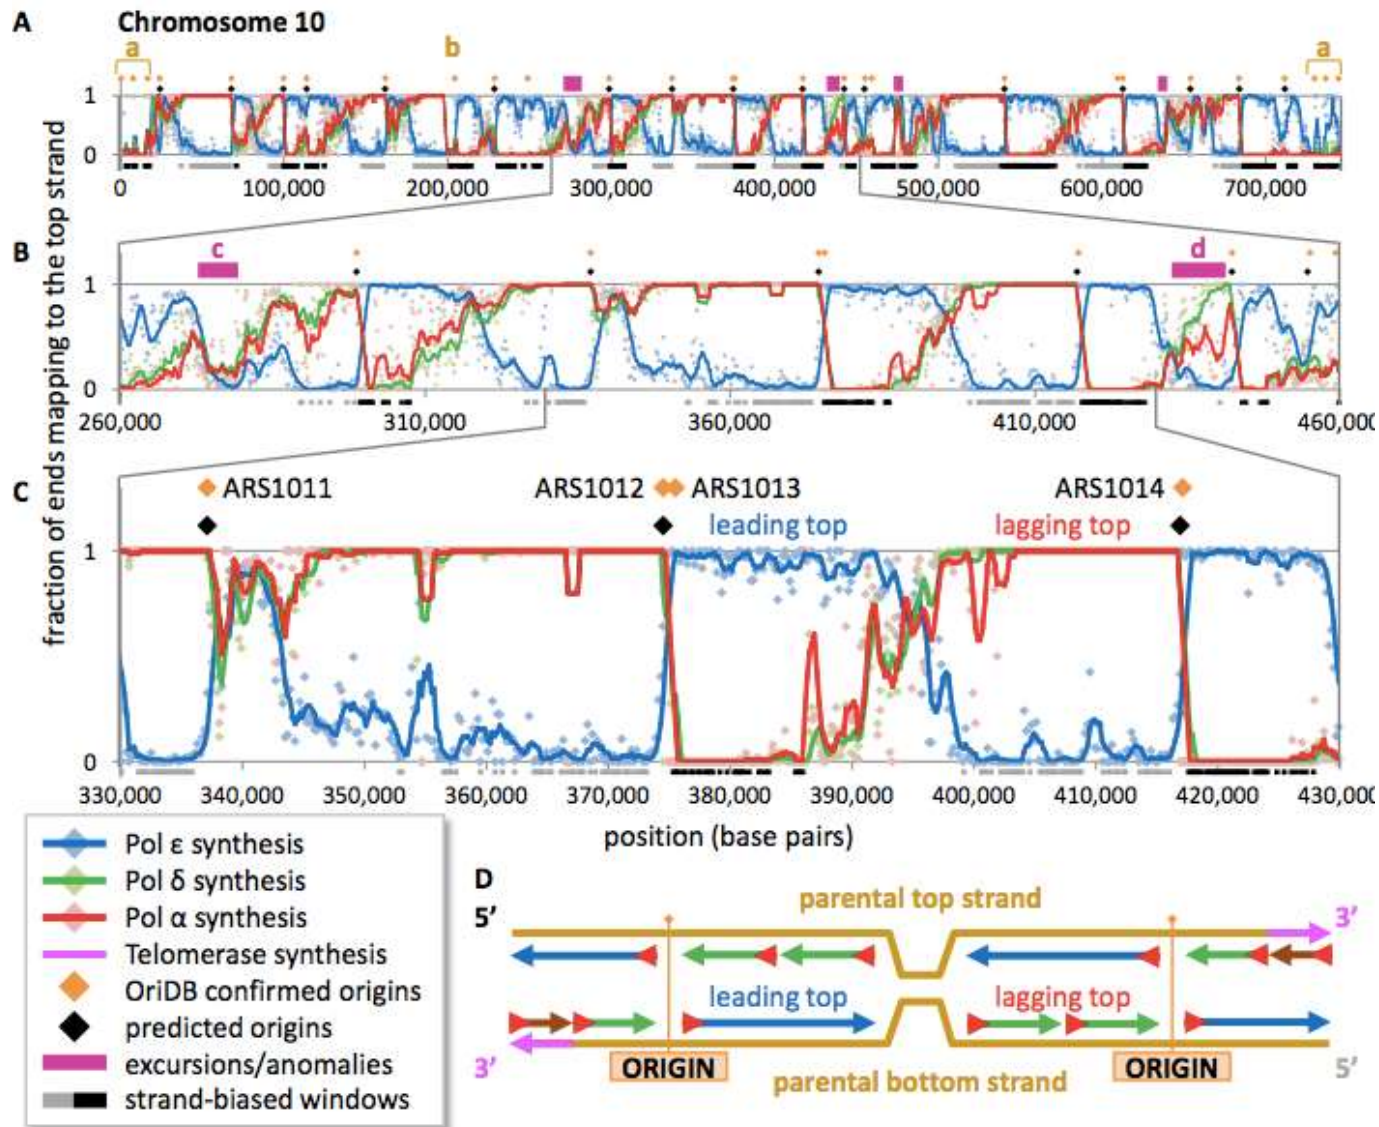 A Chromosome 10
a b a
1
0
0 100,000 200,000 300,000 400,000 500,000 600,000 700,000
fraction of ends mapping to the top strand
B c d
1
0
260,000 310,000 360,000 410,000 460,000
C ARS1011 ARS1012 ARS1013 ARS1014
leading top lagging top
1
0
330,000 340,000 350,000 360,000 370,000 380,000 390,000 400,000 410,000 420,000 430,00
position (base pairs)
Pol ε synthesis
Pol δ synthesis
Pol α synthesis
Telomerase synthesis
OriDB confirmed origins
predicted origins
excursions/anomalies
strand-biased windows
D
parental top strand
5’ 3’
leading top lagging top
3’ ORIGIN parental bottom strand ORIGIN 5’